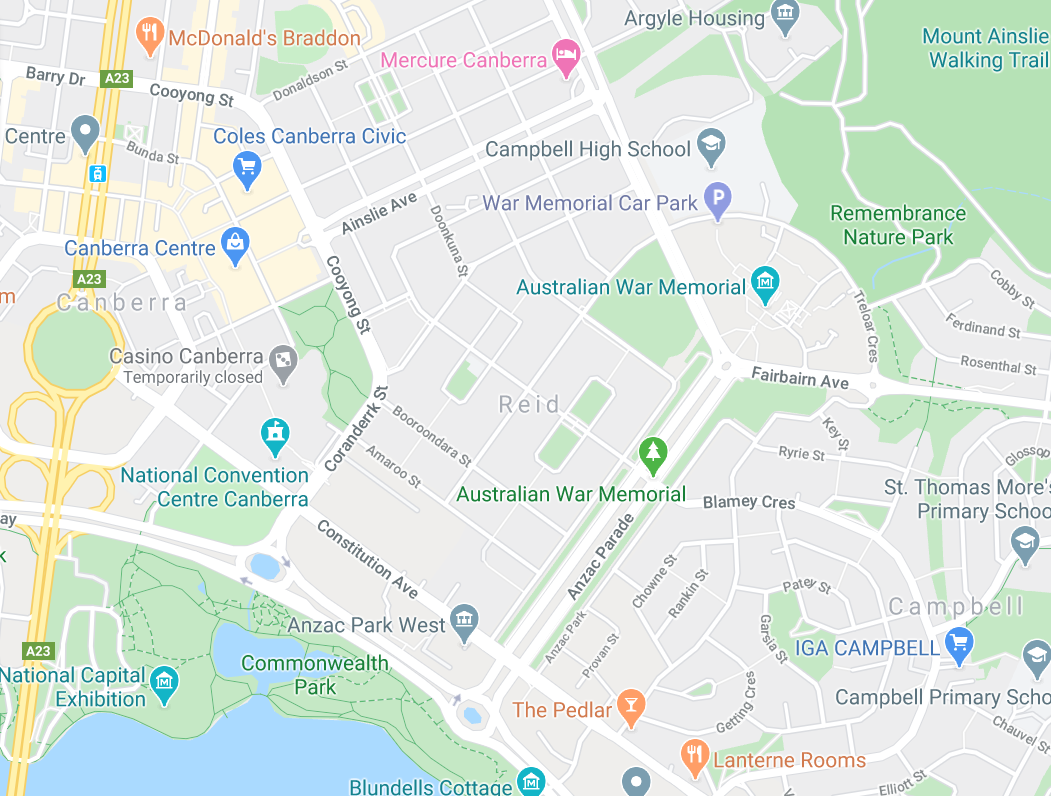 Argyle Housing
McDonald's Braddon
Mount Ainslie
Walking Trail
Mercure Canberra
Barry Dr
A23
Donaldson St
Cooyong St
Centre
Coles Canberra Civic
Bunda St
Campbell High School
War Memorial Car Park
Ainslie Ave
Doonkuna St
Remembrance
Nature Park
Canberra Centre
A23
Canberra
m
Cooyong St
Australian War Memorial
Cobby St
Treloar Cres
Ferdinand St
Rosenthal St
Casino Canberra
Temporarily closed
Fairbairn Ave
Reid
Coranderrk St
Booroondara St
Amaroo St
Key St
Ryrie St
Glossop
National Convention
Centre Canberra
Australian War Memorial
Blamey Cres
St. Thomas More's
Primary Schoo
ay
k
Constitution Ave
Anzac Parade
Chowne St
Rankin St
Pater St
Campbell
Garsia St
Anzac Park West
Anzac Park
Provan St
IGA CAMPBELL
A23
National Capital
Exhibition
Commonwealth
Park
Getting Cres
Campbell Primary Scho
The Pedlar
Chauvel St
Lanterne Rooms
Elliott St
Blundells Cottage